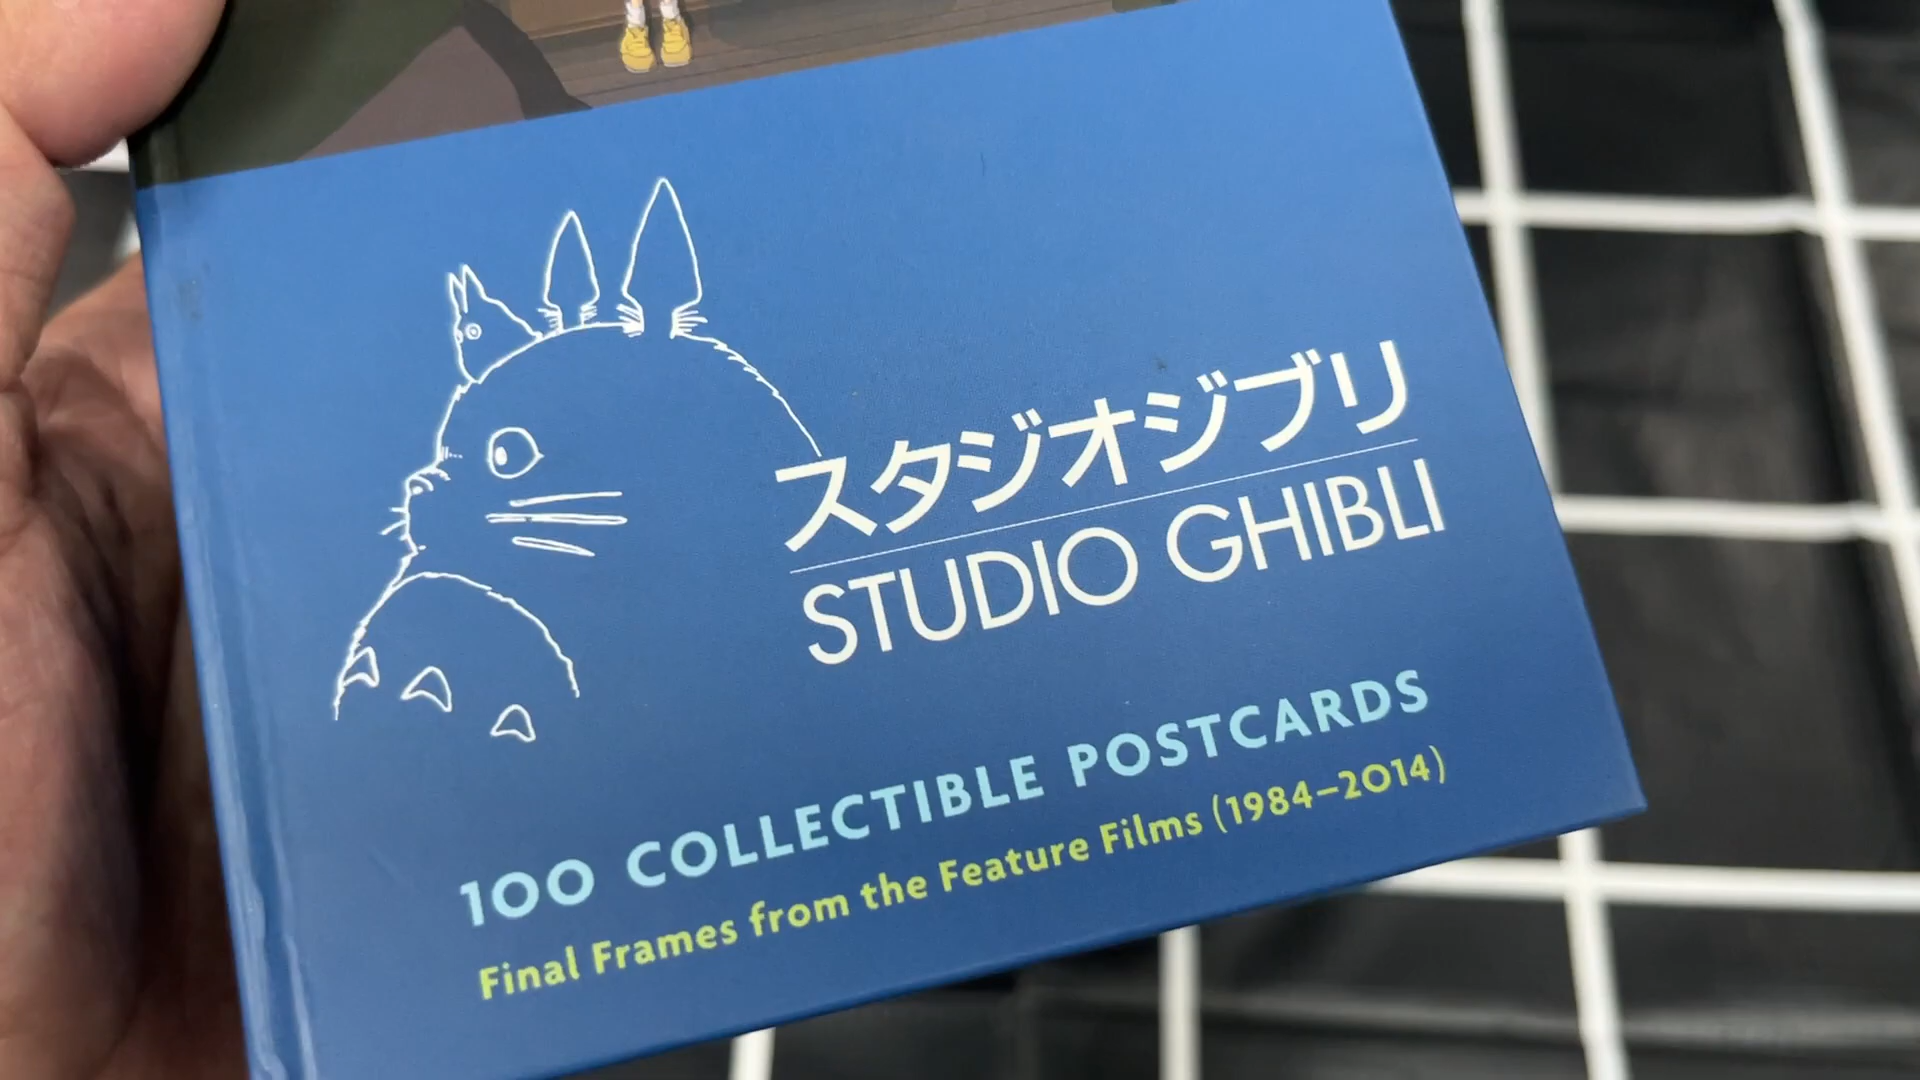 スタジオジブリ
STUDIO GHIBLI
100 COLLECTIBLE POSTCARDS
Final Frames from the Feature Films (1984–2014)